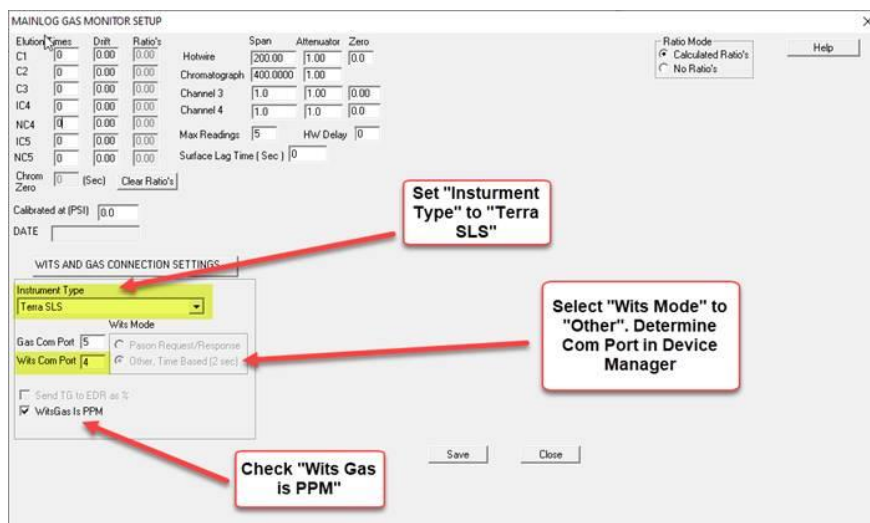 MAINLOG GAS MONITOR SETUP
Elution Times Drift Ratio's Span Attenuator Zero
C1 0 0.00 0.00 Hotwire 200.00 1.00 0.0
C2 0 0.00 0.00 Chromatograph 400.0000 1.00
C3 0 0.00 0.00 Channel 3 1.0 1.00 0.00
IC4 0 0.00 0.00 Channel 4 1.0 1.0 0.0
NC4 0 0.00 0.00
IC5 0 0.00 0.00 Max Readings 5 HW Delay 0
NC5 0 0.00 0.00 Surface Lag Time ( Sec ) 0
Chrom Zero 0 (Sec) Clear Ratio's
Calibrated at (PSI) 0.0
DATE
Ratio Mode
Calculated Ratio's
No Ratio's
Help
WITS AND GAS CONNECTION SETTINGS
Instrument Type
Terra SLS
Wits Mode
Gas Com Port 5 Pason Request/Response
Wits Com Port 4 Other, Time Based (2 sec)
Send TG to EDR as %
WitsGas Is PPM
Save Close
Set "Insturment
Type" to "Terra
SLS"
Select "Wits Mode" to
"Other". Determine
Com Port in Device
Manager
Check "Wits Gas
is PPM"